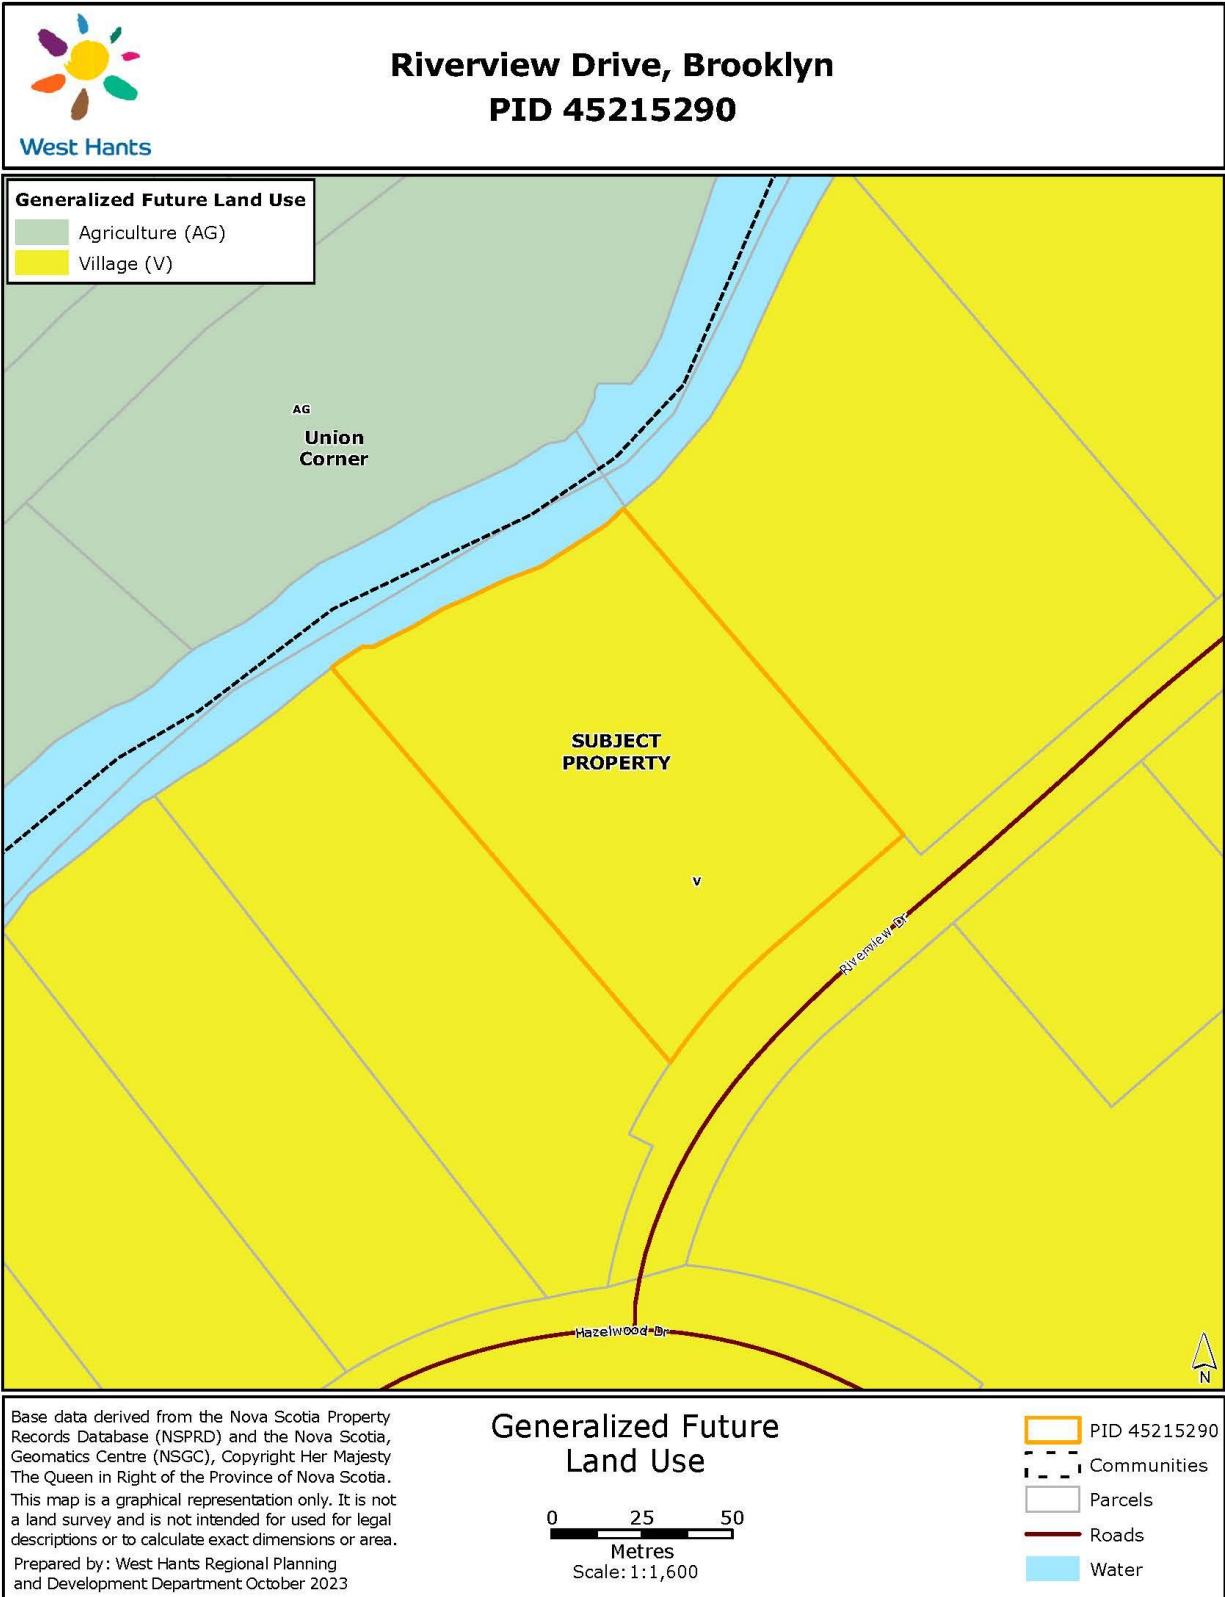 West Hants
Riverview Drive, Brooklyn
PID 45215290
Generalized Future Land Use
Agriculture (AG)
Village (V)
AG
Union
Corner
SUBJECT
PROPERTY
V
Riverview Dr
Hazelwood Dr
N
Base data derived from the Nova Scotia Property
Records Database (NSPRD) and the Nova Scotia,
Geomatics Centre (NSGC), Copyright Her Majesty
The Queen in Right of the Province of Nova Scotia.
This map is a graphical representation only. It is not
a land survey and is not intended for used for legal
descriptions or to calculate exact dimensions or area.
Prepared by: West Hants Regional Planning
and Development Department October 2023
Generalized Future
Land Use
0 25 50
Metres
Scale: 1:1,600
PID 45215290
Communities
Parcels
Roads
Water